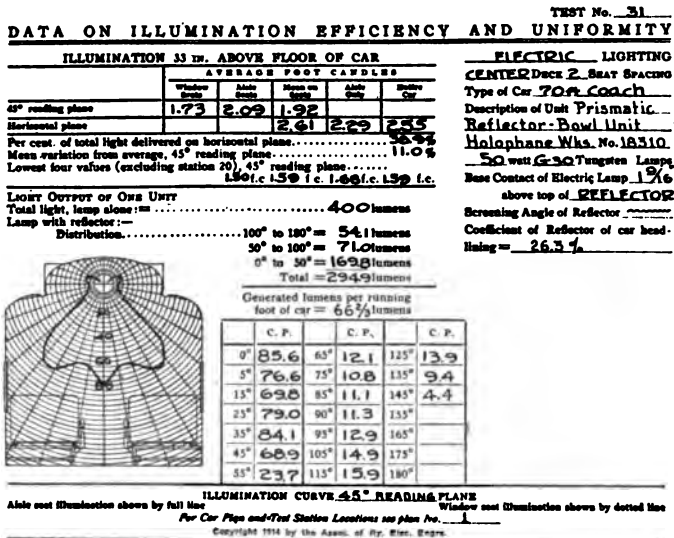 TEST No. 31
DATA ON ILLUMINATION EFFICIENCY AND UNIFORMITY
ILLUMINATION 33 IN. ABOVE FLOOR OF CAR
AVERAGE FOOT CANDLES
Window Seats Aisle Seats Mean on Seats Aisle Only Entire Car
45° reading plane 1.73 2.09 1.92
Horizontal plane 2.61 2.29 2.55
Per cent. of total light delivered on horizontal plane 38.9%
Mean variation from average, 45° reading plane 11.0%
Lowest four values (excluding station 20), 45° reading plane
1.50 f.c 1.59 f.c. 1.66 f.c. 1.59 f.c.
LIGHT OUTPUT OF ONE UNIT
Total light, lamp alone:= 400 lumens
Lamp with reflector:—
Distribution 100° to 180° = 54.1 lumens
50° to 100° = 71.0 lumens
0° to 50° = 169.8 lumens
Total = 294.9 lumens
Generated lumens per running
foot of car = 66⅔ lumens
ELECTRIC LIGHTING
CENTER DECK 2 SEAT SPACING
Type of Car 70ft Coach
Description of Unit Prismatic
Reflector-Bowl Unit
Holophane Wks. No. 18310
50 watt G-30 Tungsten Lamps
Base Contact of Electric Lamp 1 9/16
above top of REFLECTOR
Screening Angle of Reflector
Coefficient of Reflector of car head-
lining = 26.3 %
C. P. C. P. C. P.
0° 85.6 65° 12.1 125° 13.9
5° 76.6 75° 10.8 135° 9.4
15° 69.8 85° 11.1 145° 4.4
25° 79.0 90° 11.3 155°
35° 84.1 95° 12.9 165°
45° 68.9 105° 14.9 175°
55° 23.7 115° 15.9 180°
ILLUMINATION CURVE 45° READING PLANE
Aisle seat illumination shown by full line Window seat illumination shown by dotted line
For Car Plan and Test Station Locations see plan No. 1
Copyright 1914 by the Assn. of Ry. Elec. Engrs.